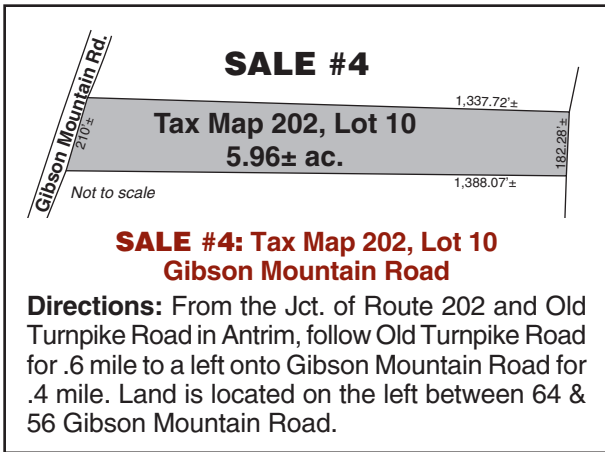 SALE #4
Gibson Mountain Rd.
210'±
1,337.72'±
Tax Map 202, Lot 10
5.96± ac.
182.28'±
1,388.07'±
Not to scale
SALE #4: Tax Map 202, Lot 10
Gibson Mountain Road
Directions: From the Jct. of Route 202 and Old
Turnpike Road in Antrim, follow Old Turnpike Road
for .6 mile to a left onto Gibson Mountain Road for
.4 mile. Land is located on the left between 64 &
56 Gibson Mountain Road.